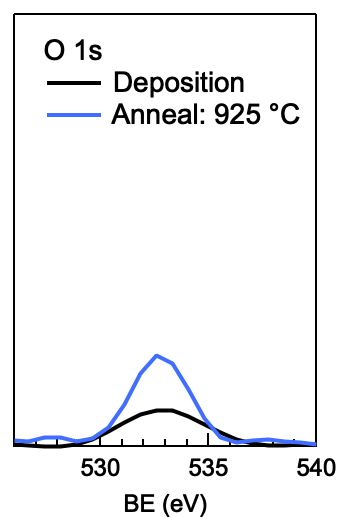 O 1s
Deposition
Anneal: 925 °C
530 535 540
BE (eV)